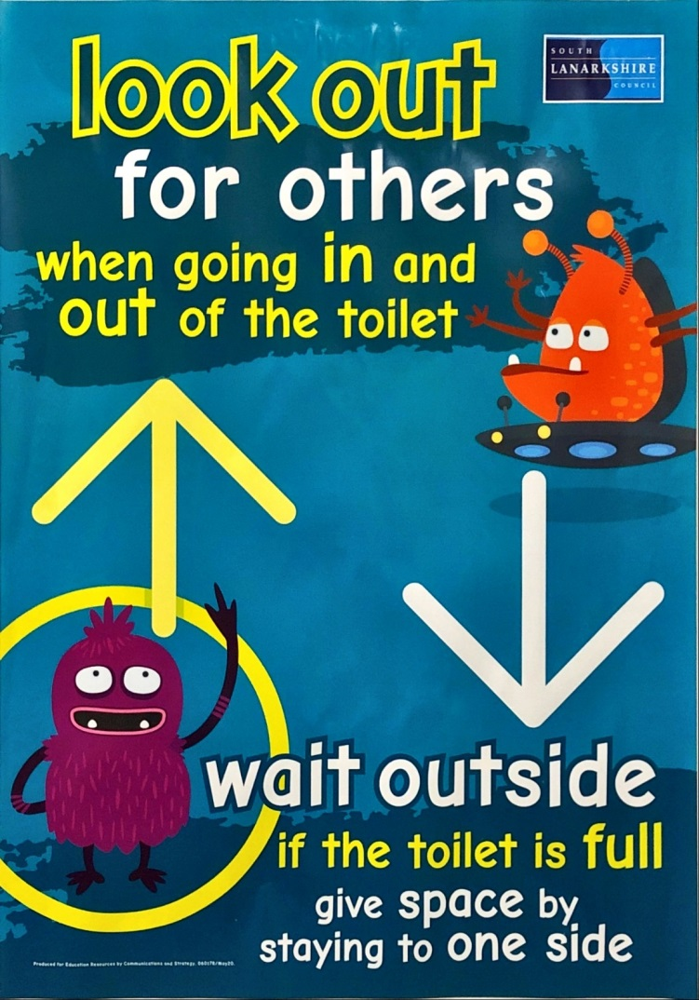 look out
for others
when going in and
out of the toilet
SOUTH
LANARKSHIRE
COUNCIL
wait outside
if the toilet is full
give space by
staying to one side
Produced for Education Resources by Communications and Strategy. 060178/May20.